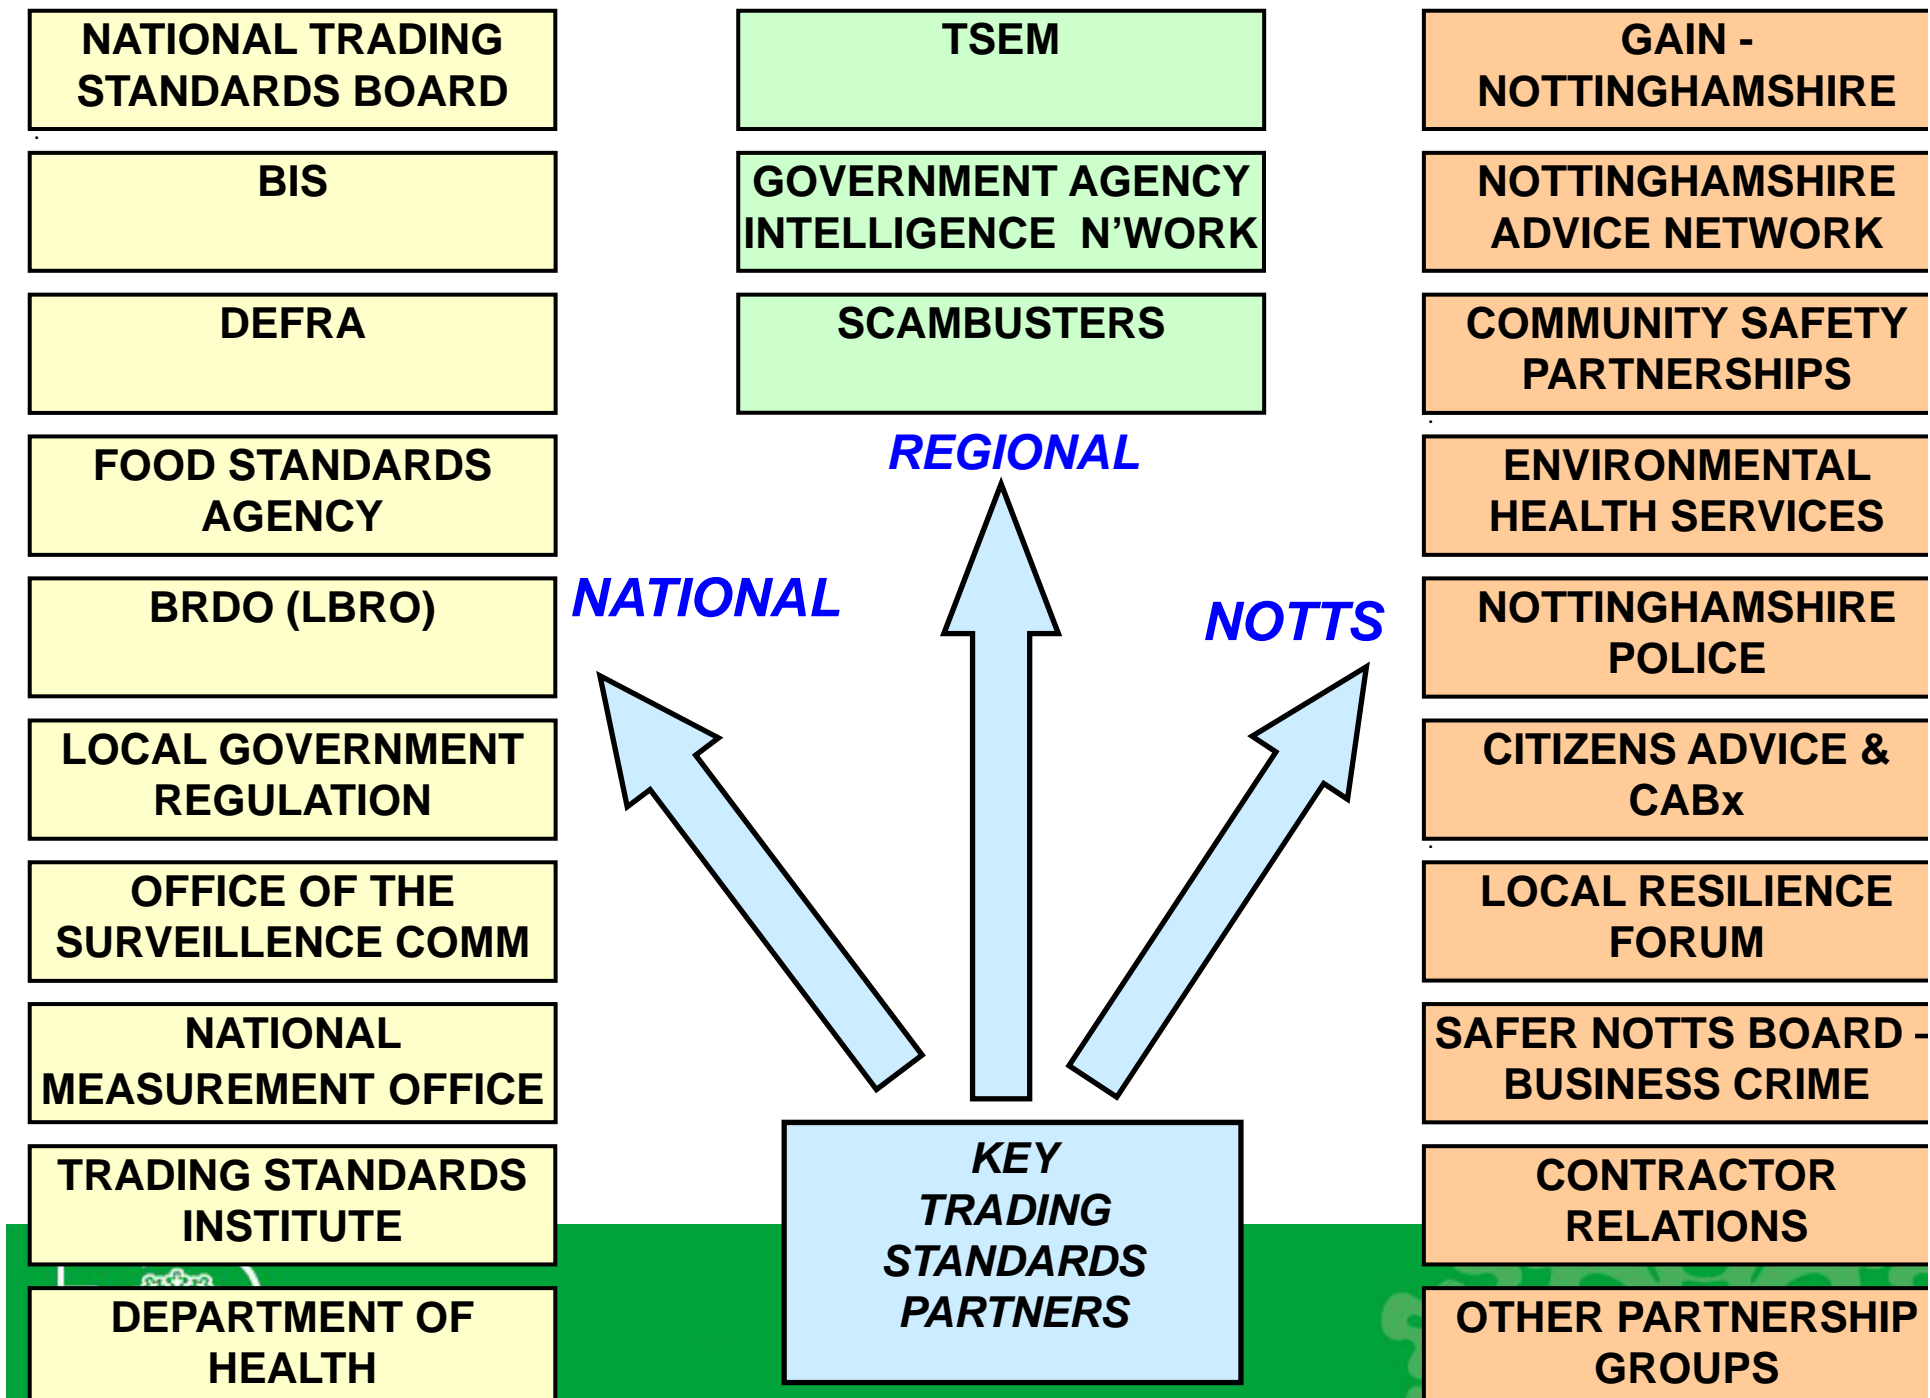 NATIONAL TRADING
STANDARDS BOARD
BIS
DEFRA
FOOD STANDARDS
AGENCY
BRDO (LBRO)
LOCAL GOVERNMENT
REGULATION
OFFICE OF THE
SURVEILLENCE COMM
NATIONAL
MEASUREMENT OFFICE
TRADING STANDARDS
INSTITUTE
DEPARTMENT OF
HEALTH
NATIONAL
TSEM
GOVERNMENT AGENCY
INTELLIGENCE N’WORK
SCAMBUSTERS
REGIONAL
KEY
TRADING
STANDARDS
PARTNERS
NOTTS
GAIN -
NOTTINGHAMSHIRE
NOTTINGHAMSHIRE
ADVICE NETWORK
COMMUNITY SAFETY
PARTNERSHIPS
ENVIRONMENTAL
HEALTH SERVICES
NOTTINGHAMSHIRE
POLICE
CITIZENS ADVICE &
CABx
LOCAL RESILIENCE
FORUM
SAFER NOTTS BOARD –
BUSINESS CRIME
CONTRACTOR
RELATIONS
OTHER PARTNERSHIP
GROUPS